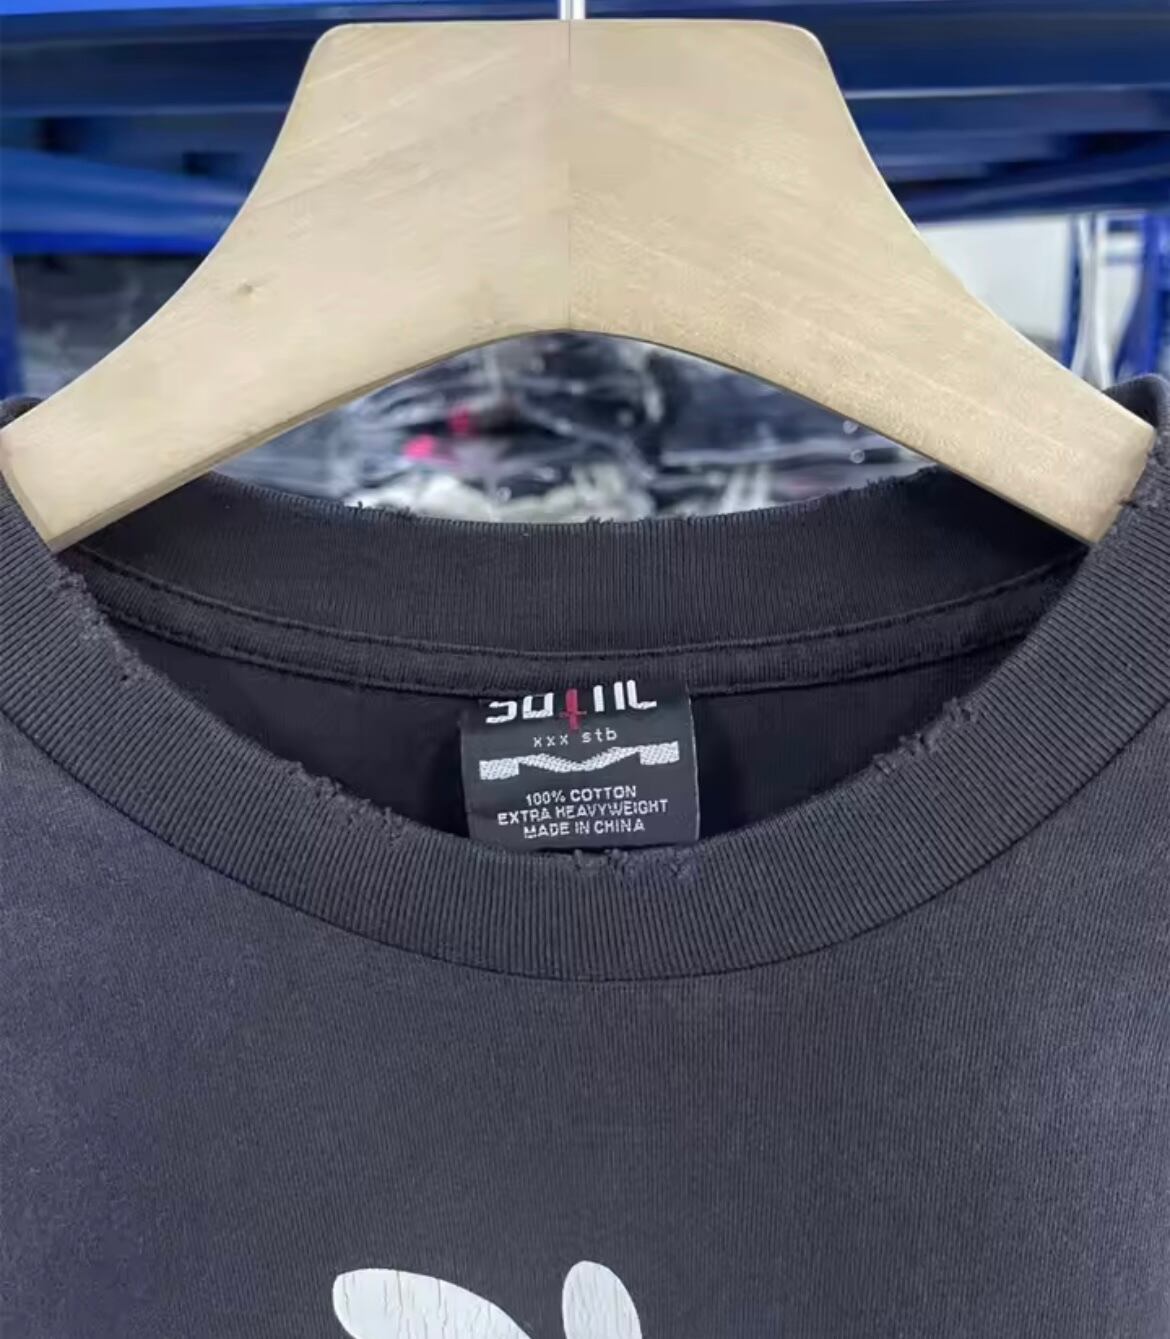 xxx stb
100% COTTON
EXTRA HEAVYWEIGHT
MADE IN CHINA